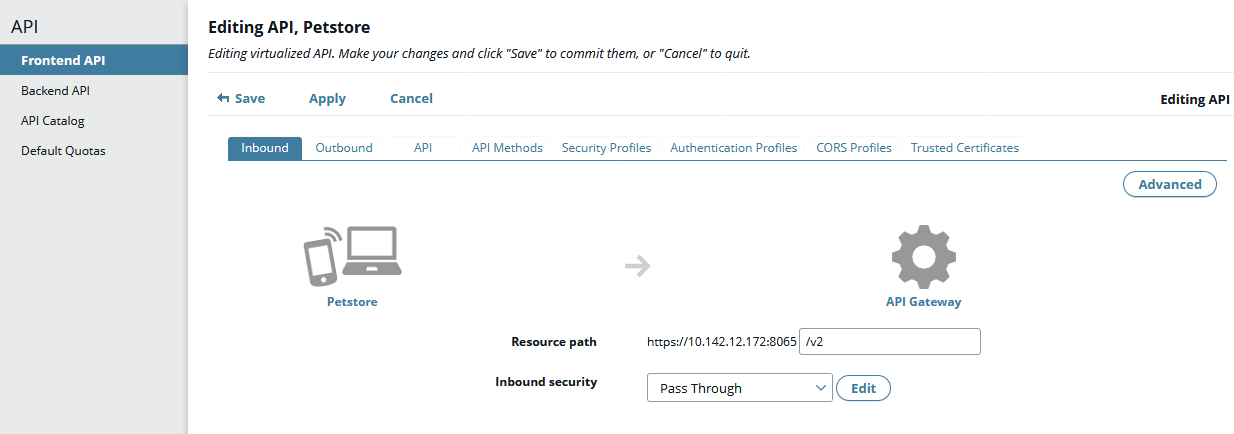 API
Frontend API
Backend API
API Catalog
Default Quotas
Editing API, Petstore
Editing virtualized API. Make your changes and click "Save" to commit them, or "Cancel" to quit.
Save Apply Cancel Editing API
Inbound Outbound API API Methods Security Profiles Authentication Profiles CORS Profiles Trusted Certificates
Advanced
Petstore API Gateway
Resource path https://10.142.12.172:8065 /v2
Inbound security Pass Through Edit